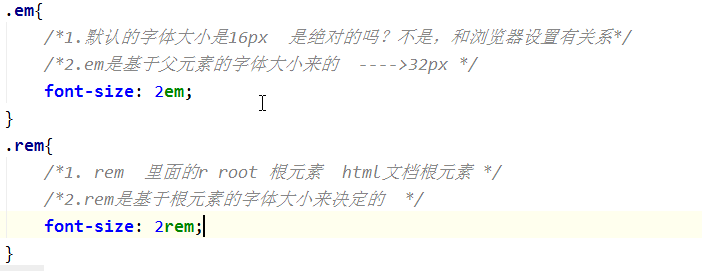 .em{
/*1.默认的字体大小是16px  是绝对的吗？不是，和浏览器设置有关系*/
/*2.em是基于父元素的字体大小来的  ---->32px */
font-size: 2em;
}
.rem{
/*1. rem  里面的r root 根元素  html文档根元素 */
/*2.rem是基于根元素的字体大小来决定的  */
font-size: 2rem;
}